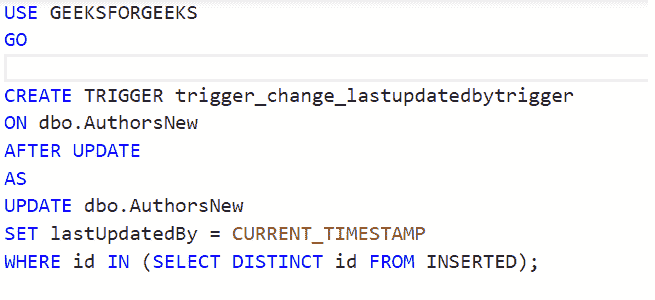 USE GEEKSFORGEEKS
GO
CREATE TRIGGER trigger_change_lastupdatedbytrigger
ON dbo.AuthorsNew
AFTER UPDATE
AS
UPDATE dbo.AuthorsNew
SET lastUpdatedBy = CURRENT_TIMESTAMP
WHERE id IN (SELECT DISTINCT id FROM INSERTED);